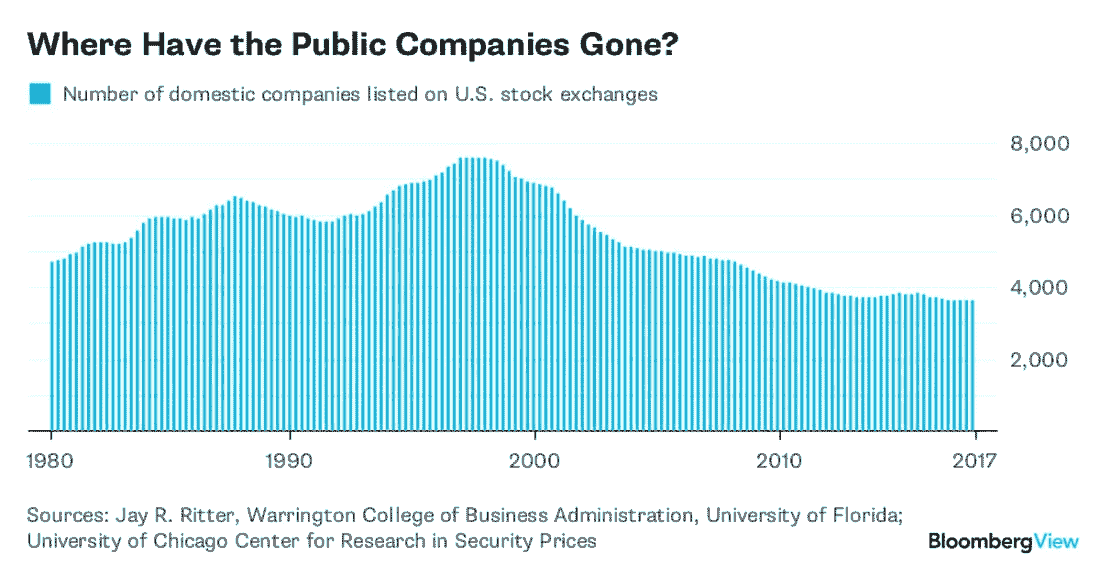 Where Have the Public Companies Gone?
Number of domestic companies listed on U.S. stock exchanges
8,000
6,000
4,000
2,000
1980 1990 2000 2010 2017
Sources: Jay R. Ritter, Warrington College of Business Administration, University of Florida;
University of Chicago Center for Research in Security Prices
BloombergView